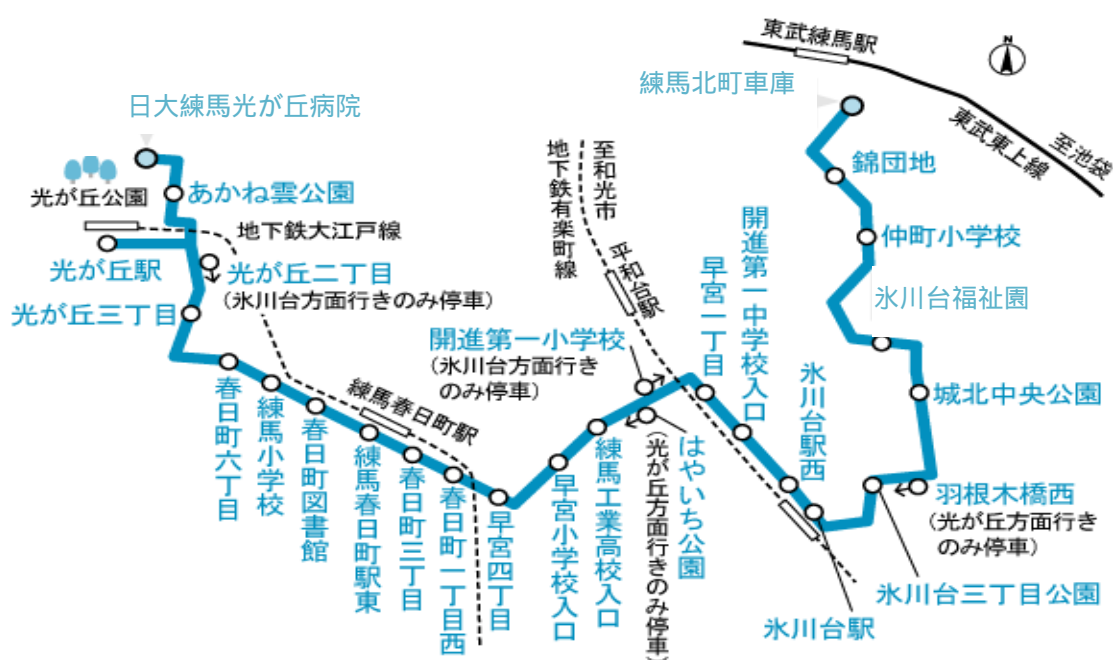 東武練馬駅
N
練馬北町車庫
東武東上線
至池袋
日大練馬光が丘病院
錦団地
光が丘公園
あかね雲公園
地下鉄有楽町線
至和光市
仲町小学校
地下鉄大江戸線
光が丘駅
光が丘二丁目
(氷川台方面行きのみ停車)
平和台駅
早宮一丁目
開進第一中学校入口
氷川台福祉園
光が丘三丁目
開進第一小学校
(氷川台方面行き
のみ停車)
氷川台駅西
城北中央公園
練馬春日町駅
春日町六丁目
練馬小学校
春日町図書館
練馬春日町駅東
春日町三丁目
春日町一丁目西
早宮四丁目
早宮小学校入口
練馬工業高校入口
はやいち公園
(光が丘方面行きのみ停車)
羽根木橋西
(光が丘方面行き
のみ停車)
氷川台三丁目公園
氷川台駅